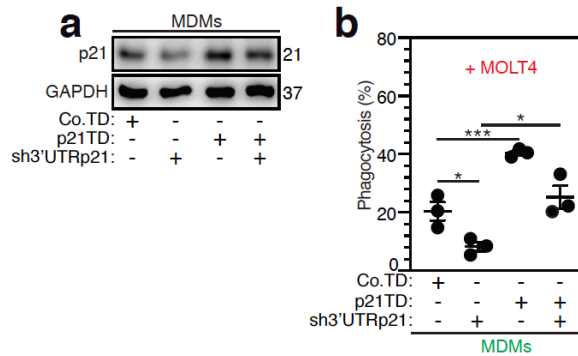 a
MDMs
p21
21
GAPDH
37
Co.TD: + - - -
p21TD: - - + +
sh3'UTRp21: - + - +
b
80
60
40
20
0
Phagocytosis (%)
+ MOLT4
*
***
*
Co.TD: + - - -
p21TD: - - + +
sh3'UTRp21: - + - +
MDMs